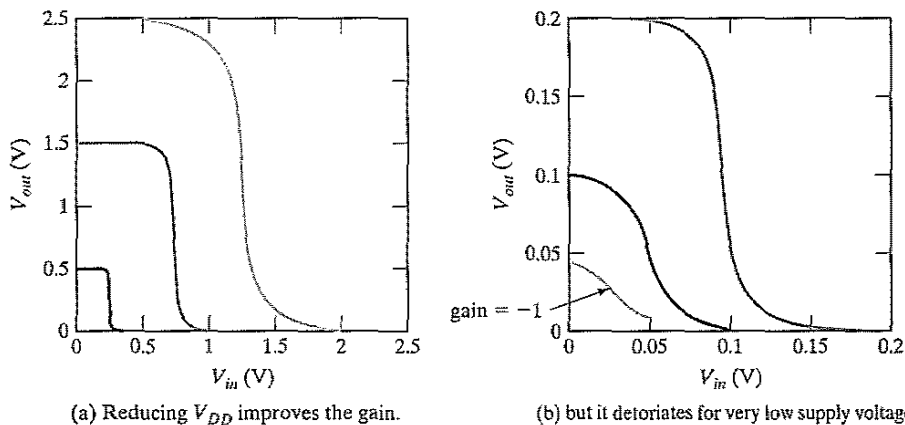 2.5
2
1.5
1
0.5
0
V_out (V)
0 0.5 1 1.5 2 2.5
V_in (V)
(a) Reducing V_DD improves the gain.
0.2
0.15
0.1
0.05
0
V_out (V)
gain = −1
0 0.05 0.1 0.15 0.2
V_in (V)
(b) but it detoriates for very low supply voltage